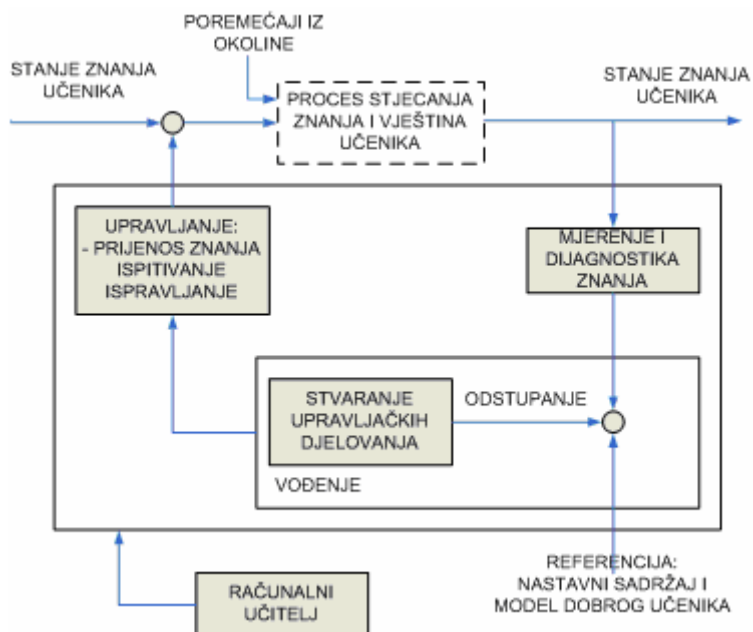 POREMEĆAJI IZ
OKOLINE
STANJE ZNANJA
UČENIKA
PROCES STJECANJA
ZNANJA I VJEŠTINA
UČENIKA
STANJE ZNANJA
UČENIKA
UPRAVLJANJE:
- PRIJENOS ZNANJA
ISPITIVANJE
ISPRAVLJANJE
MJERENJE I
DIJAGNOSTIKA
ZNANJA
STVARANJE
UPRAVLJAČKIH
DJELOVANJA
ODSTUPANJE
VOĐENJE
RAČUNALNI
UČITELJ
REFERENCIJA:
NASTAVNI SADRŽAJ I
MODEL DOBROG UČENIKA